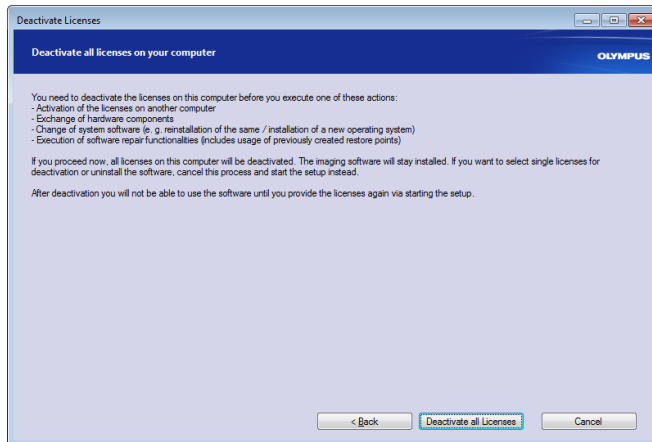 Deactivate Licenses
Deactivate all licenses on your computer
OLYMPUS
You need to deactivate the licenses on this computer before you execute one of these actions:
- Activation of the licenses on another computer
- Exchange of hardware components
- Change of system software (e. g. reinstallation of the same / installation of a new operating system)
- Execution of software repair functionalities (includes usage of previously created restore points)
If you proceed now, all licenses on this computer will be deactivated. The imaging software will stay installed. If you want to select single licenses for
deactivation or uninstall the software, cancel this process and start the setup instead.
After deactivation you will not be able to use the software until you provide the licenses again via starting the setup.
< Back
Deactivate all Licenses
Cancel